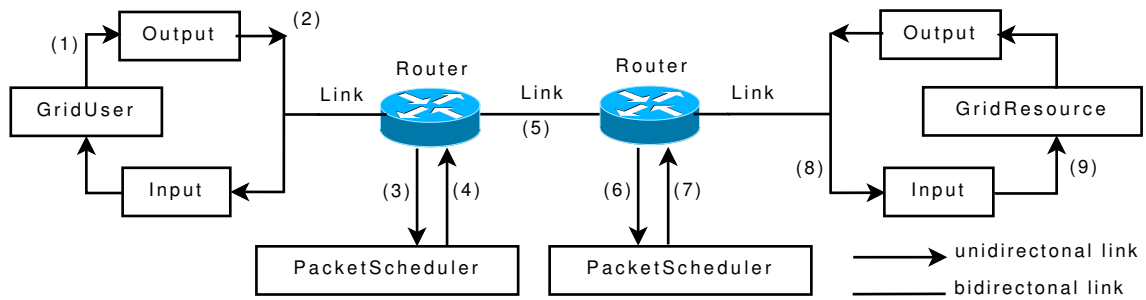 (1)
Output
(2)
GridUser
Input
Link
Router
(3)
(4)
PacketScheduler
Link
(5)
Router
(6)
(7)
PacketScheduler
Link
Output
GridResource
(8)
Input
(9)
unidirectonal link
bidirectonal link